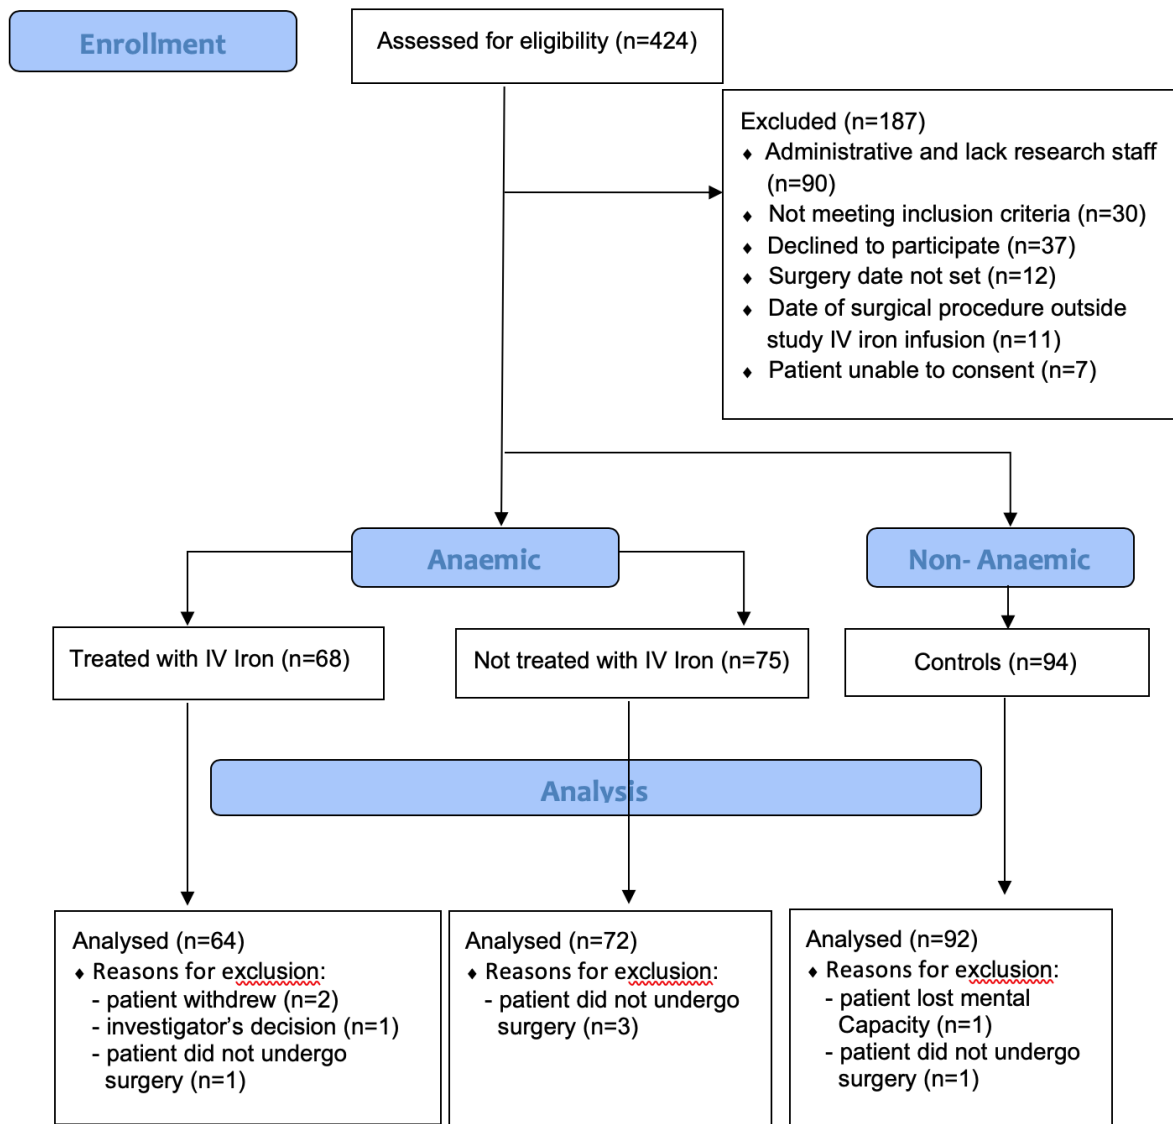 Enrollment
Assessed for eligibility (n=424)
Excluded (n=187)
♦ Administrative and lack research staff
(n=90)
♦ Not meeting inclusion criteria (n=30)
♦ Declined to participate (n=37)
♦ Surgery date not set (n=12)
♦ Date of surgical procedure outside
study IV iron infusion (n=11)
♦ Patient unable to consent (n=7)
Anaemic
Non- Anaemic
Treated with IV Iron (n=68)
Not treated with IV Iron (n=75)
Controls (n=94)
Analysis
Analysed (n=64)
♦ Reasons for exclusion:
- patient withdrew (n=2)
- investigator's decision (n=1)
- patient did not undergo
surgery (n=1)
Analysed (n=72)
♦ Reasons for exclusion:
- patient did not undergo
surgery (n=3)
Analysed (n=92)
♦ Reasons for exclusion:
- patient lost mental
Capacity (n=1)
- patient did not undergo
surgery (n=1)